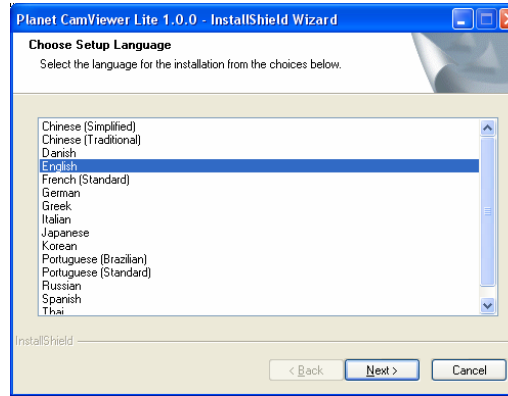 Planet CamViewer Lite 1.0.0 - InstallShield Wizard
Choose Setup Language
Select the language for the installation from the choices below.
Chinese (Simplified)
Chinese (Traditional)
Danish
English
French (Standard)
German
Greek
Italian
Japanese
Korean
Portuguese (Brazilian)
Portuguese (Standard)
Russian
Spanish
Thai
InstallShield
< Back Next > Cancel